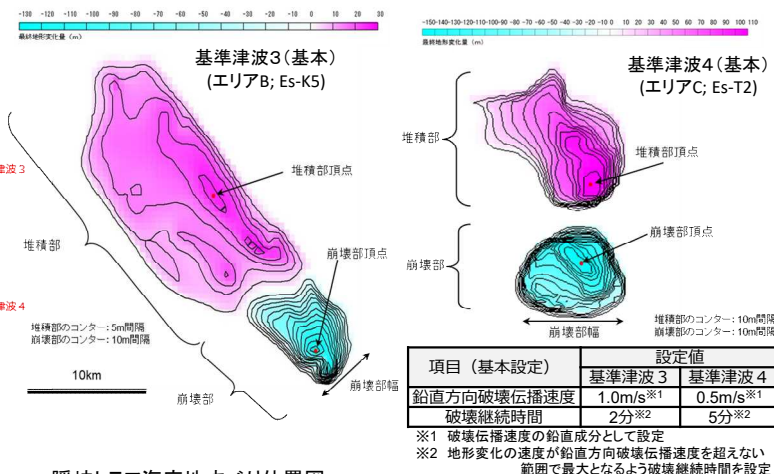 -130 -120 -110 -100 -90 -80 -70 -60 -50 -40 -30 -20 -10 0 10 20 30
最終地形変化量（m）
基準津波3（基本）
(エリアB; Es-K5)
津波3
堆積部頂点
堆積部
崩壊部頂点
津波4
堆積部のコンター：5m間隔
崩壊部のコンター：10m間隔
10km
崩壊部幅
崩壊部
-150-140-130-120-110-100-90 -80 -70 -60 -50 -40 -30 -20 -10 0 10 20 30 40 50 60 70 80 90 100 110
最終地形変化量（m）
基準津波4（基本）
(エリアC; Es-T2)
堆積部
堆積部頂点
崩壊部頂点
崩壊部
堆積部のコンター：10m間隔
崩壊部のコンター：10m間隔
崩壊部幅
項目（基本設定） 設定値
基準津波３ 基準津波４
鉛直方向破壊伝播速度 1.0m/s※1 0.5m/s※1
破壊継続時間 2分※2 5分※2
※1 破壊伝播速度の鉛直成分として設定
※2 地形変化の速度が鉛直方向破壊伝播速度を超えない
範囲で最大となるよう破壊継続時間を設定